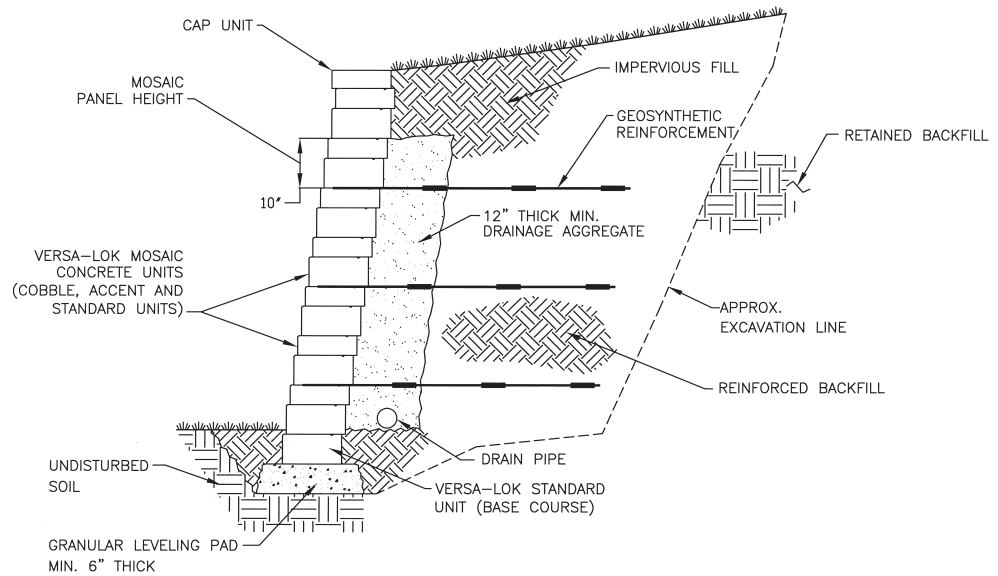 CAP UNIT
MOSAIC
PANEL HEIGHT
10"
IMPERVIOUS FILL
GEOSYNTHETIC
REINFORCEMENT
RETAINED BACKFILL
12" THICK MIN.
DRAINAGE AGGREGATE
VERSA-LOK MOSAIC
CONCRETE UNITS
(COBBLE, ACCENT AND
STANDARD UNITS)
APPROX.
EXCAVATION LINE
REINFORCED BACKFILL
DRAIN PIPE
UNDISTURBED
SOIL
VERSA-LOK STANDARD
UNIT (BASE COURSE)
GRANULAR LEVELING PAD
MIN. 6" THICK